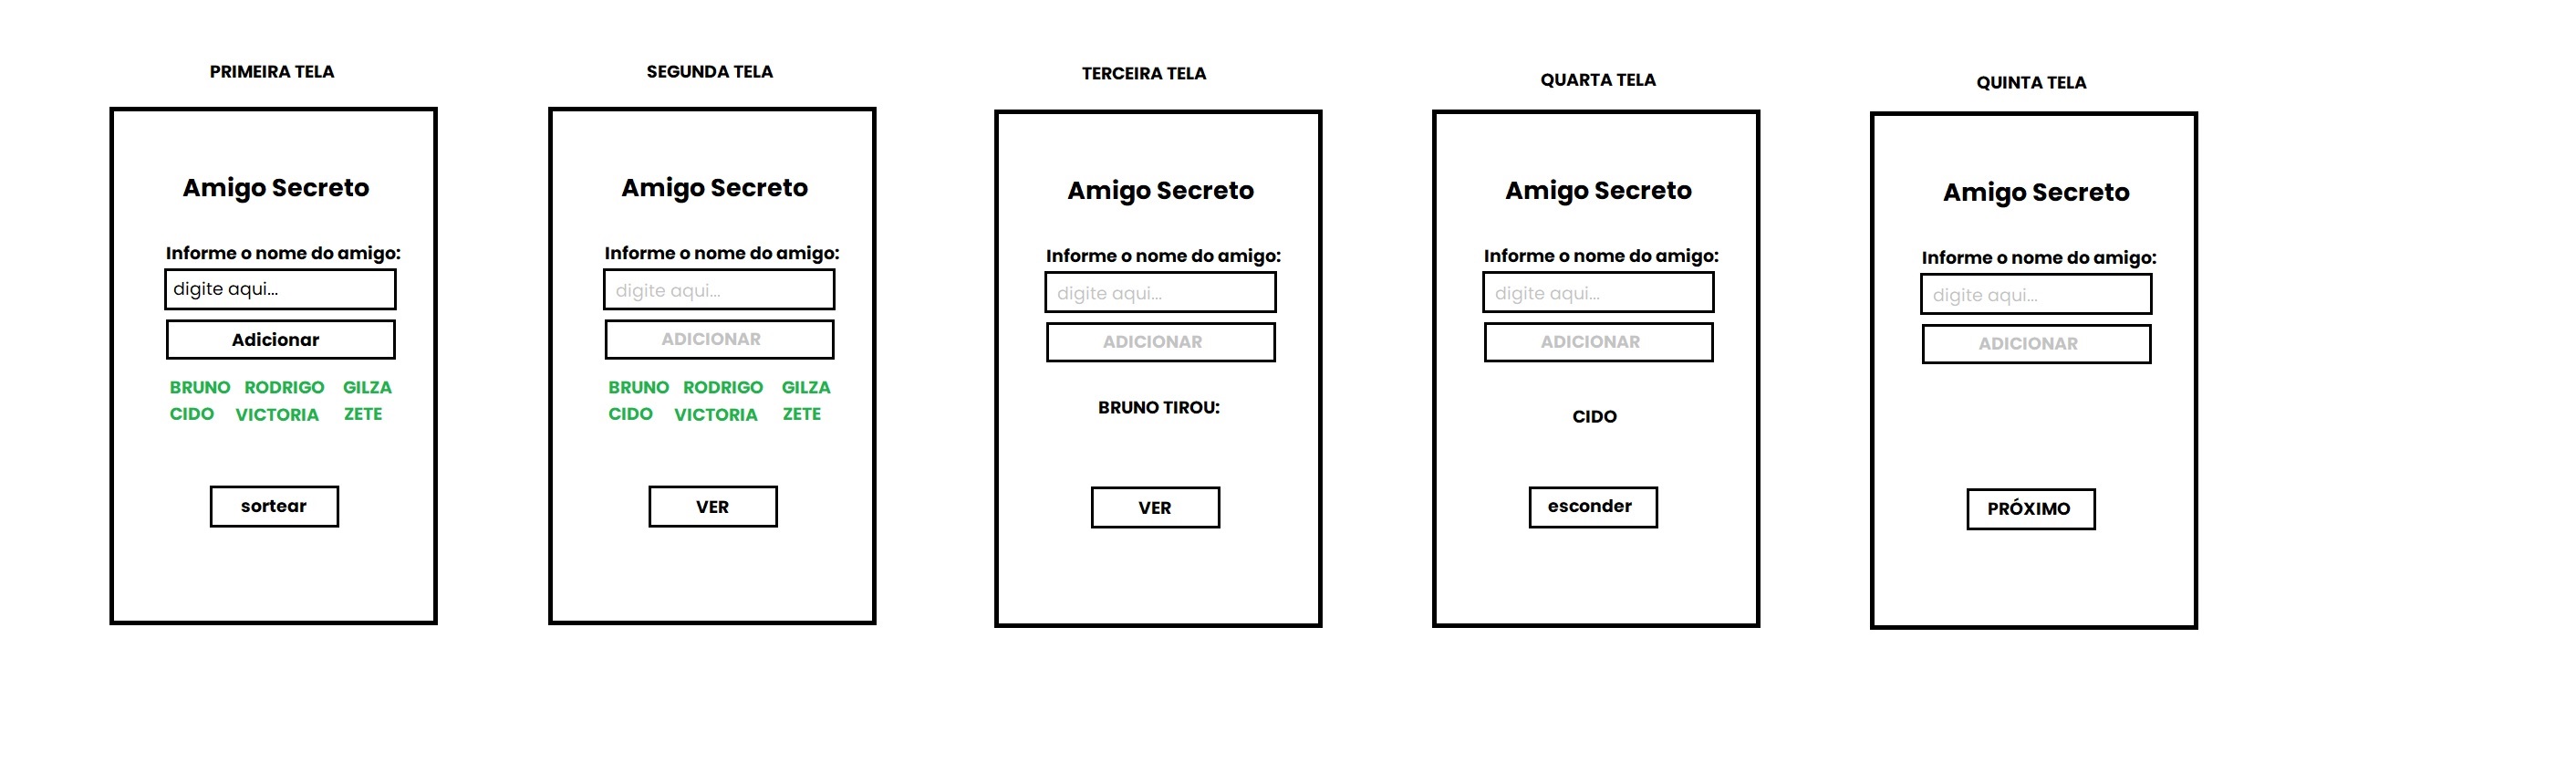 PRIMEIRA TELA
Amigo Secreto
Informe o nome do amigo:
digite aqui...
Adicionar
BRUNO RODRIGO GILZA
CIDO VICTORIA ZETE
sortear
SEGUNDA TELA
Amigo Secreto
Informe o nome do amigo:
digite aqui...
ADICIONAR
BRUNO RODRIGO GILZA
CIDO VICTORIA ZETE
VER
TERCEIRA TELA
Amigo Secreto
Informe o nome do amigo:
digite aqui...
ADICIONAR
BRUNO TIROU:
VER
QUARTA TELA
Amigo Secreto
Informe o nome do amigo:
digite aqui...
ADICIONAR
CIDO
esconder
QUINTA TELA
Amigo Secreto
Informe o nome do amigo:
digite aqui...
ADICIONAR
PRÓXIMO